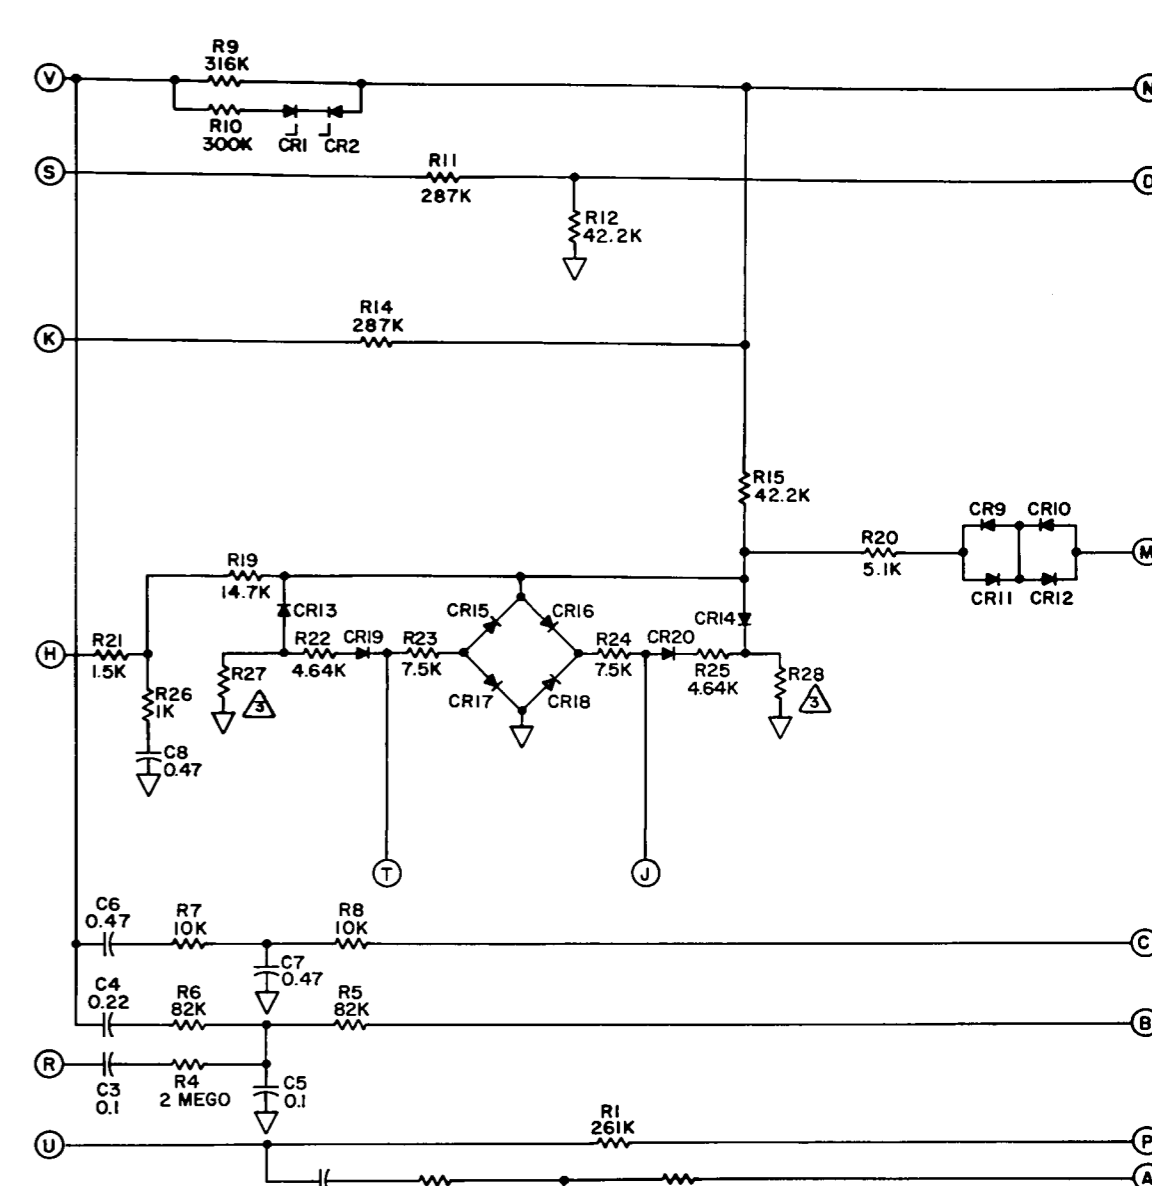 R9
316K
V
N
R10
300K
CR1 CR2
S
R11
287K
R12
42.2K
R14
287K
K
R15
42.2K
CR9 CR10
R20
5.1K
M
CR11 CR12
R19
14.7K
CR13
CR15 CR16
CR14
H
R21
1.5K
R22
4.64K
CR19
R23
7.5K
R24
7.5K
CR20
R25
4.64K
R26
1K
R27
3
CR17 CR18
R28
3
C8
0.47
T
J
C6
0.47
R7
10K
R8
10K
C
C7
0.47
C4
0.22
R6
82K
R5
82K
B
R
C3
0.1
R4
2 MEGO
C5
0.1
R1
261K
U
P
A